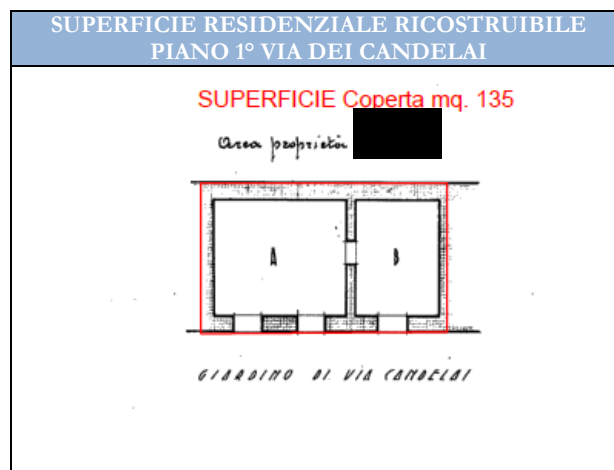 SUPERFICIE RESIDENZIALE RICOSTRUIBILE
PIANO 1° VIA DEI CANDELAI
SUPERFICIE Coperta mq. 135
Area proprietà
A
B
GIARDINO DI VIA CANDELAI